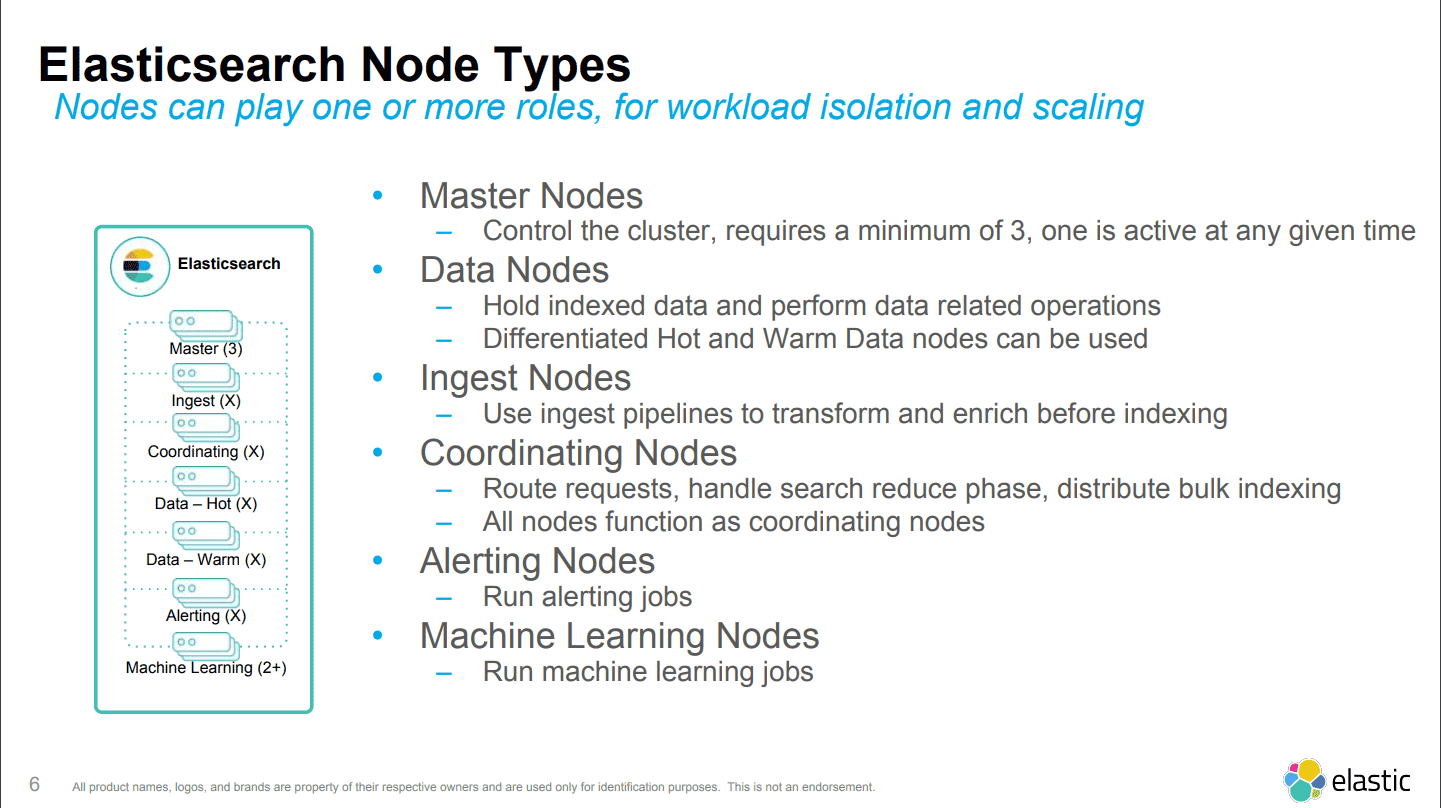 Elasticsearch Node Types
Nodes can play one or more roles, for workload isolation and scaling
Elasticsearch
Master (3)
Ingest (X)
Coordinating (X)
Data – Hot (X)
Data – Warm (X)
Alerting (X)
Machine Learning (2+)
• Master Nodes
– Control the cluster, requires a minimum of 3, one is active at any given time
• Data Nodes
– Hold indexed data and perform data related operations
– Differentiated Hot and Warm Data nodes can be used
• Ingest Nodes
– Use ingest pipelines to transform and enrich before indexing
• Coordinating Nodes
– Route requests, handle search reduce phase, distribute bulk indexing
– All nodes function as coordinating nodes
• Alerting Nodes
– Run alerting jobs
• Machine Learning Nodes
– Run machine learning jobs
6
All product names, logos, and brands are property of their respective owners and are used only for identification purposes. This is not an endorsement.
elastic